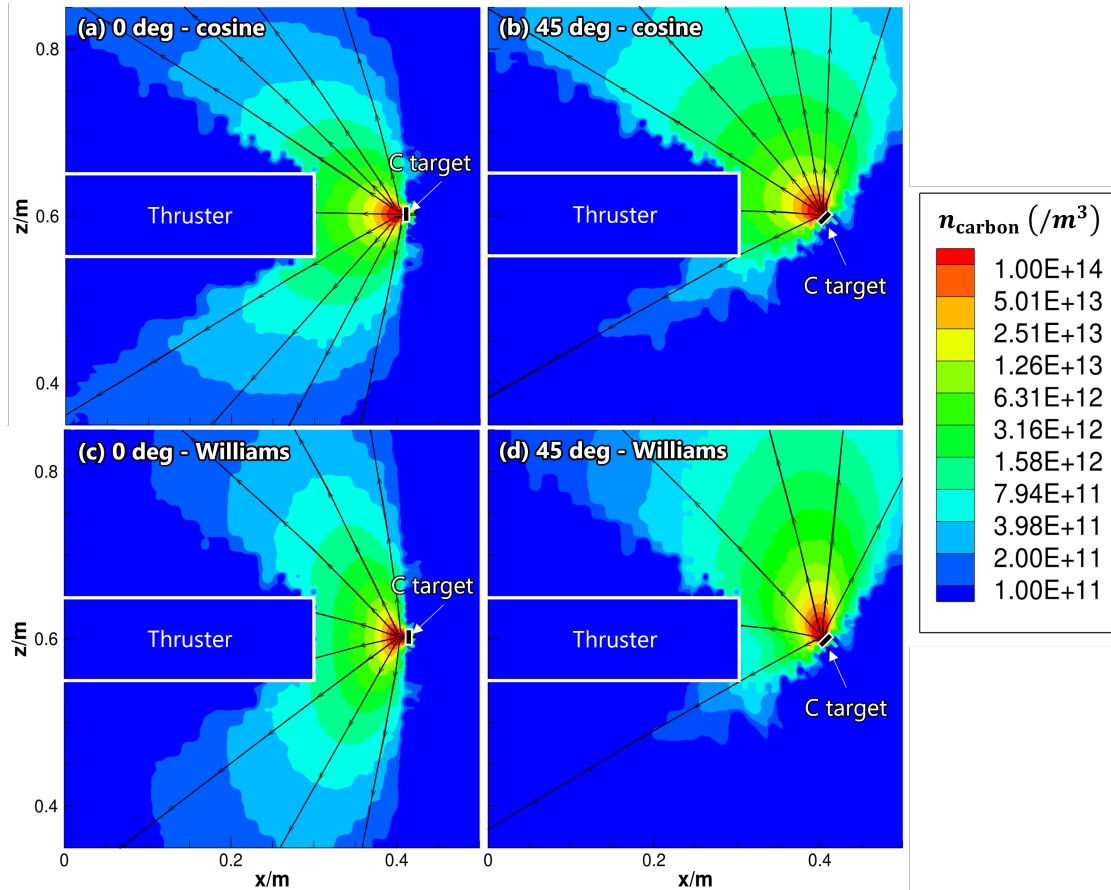 (a) 0 deg - cosine
(b) 45 deg - cosine
0.8
z/m
0.6
0.4
C target
Thruster
Thruster
C target
(c) 0 deg - Williams
(d) 45 deg - Williams
0.8
z/m
0.6
0.4
C target
Thruster
Thruster
C target
0
0.2
0.4
x/m
0.2
0.4
x/m
n_carbon (/m³)
1.00E+14
5.01E+13
2.51E+13
1.26E+13
6.31E+12
3.16E+12
1.58E+12
7.94E+11
3.98E+11
2.00E+11
1.00E+11